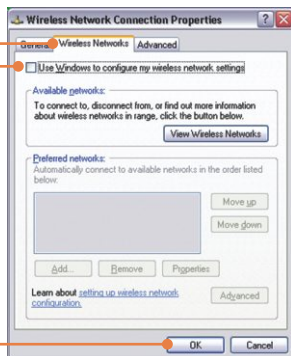 Wireless Network Connection Properties
General Wireless Networks Advanced
Use Windows to configure my wireless network settings
Available networks:
To connect to, disconnect from, or find out more information
about wireless networks in range, click the button below.
View Wireless Networks
Preferred networks:
Automatically connect to available networks in the order listed
below:
Move up
Move down
Add...
Remove
Properties
Learn about setting up wireless network
configuration.
Advanced
OK
Cancel